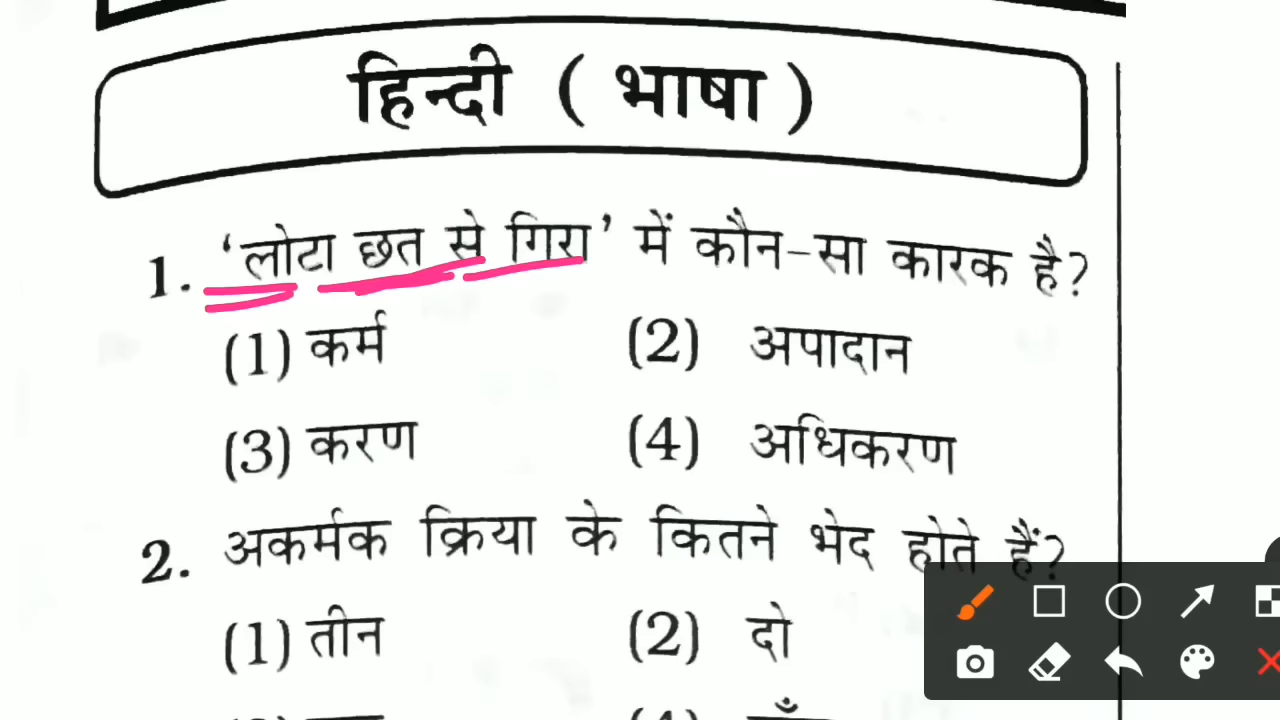 हिन्दी ( भाषा )
1. ‘लोटा छत से गिरा’ में कौन-सा कारक है?
(1) कर्म (2) अपादान
(3) करण (4) अधिकरण
2. अकर्मक क्रिया के कितने भेद होते हैं?
(1) तीन (2) दो